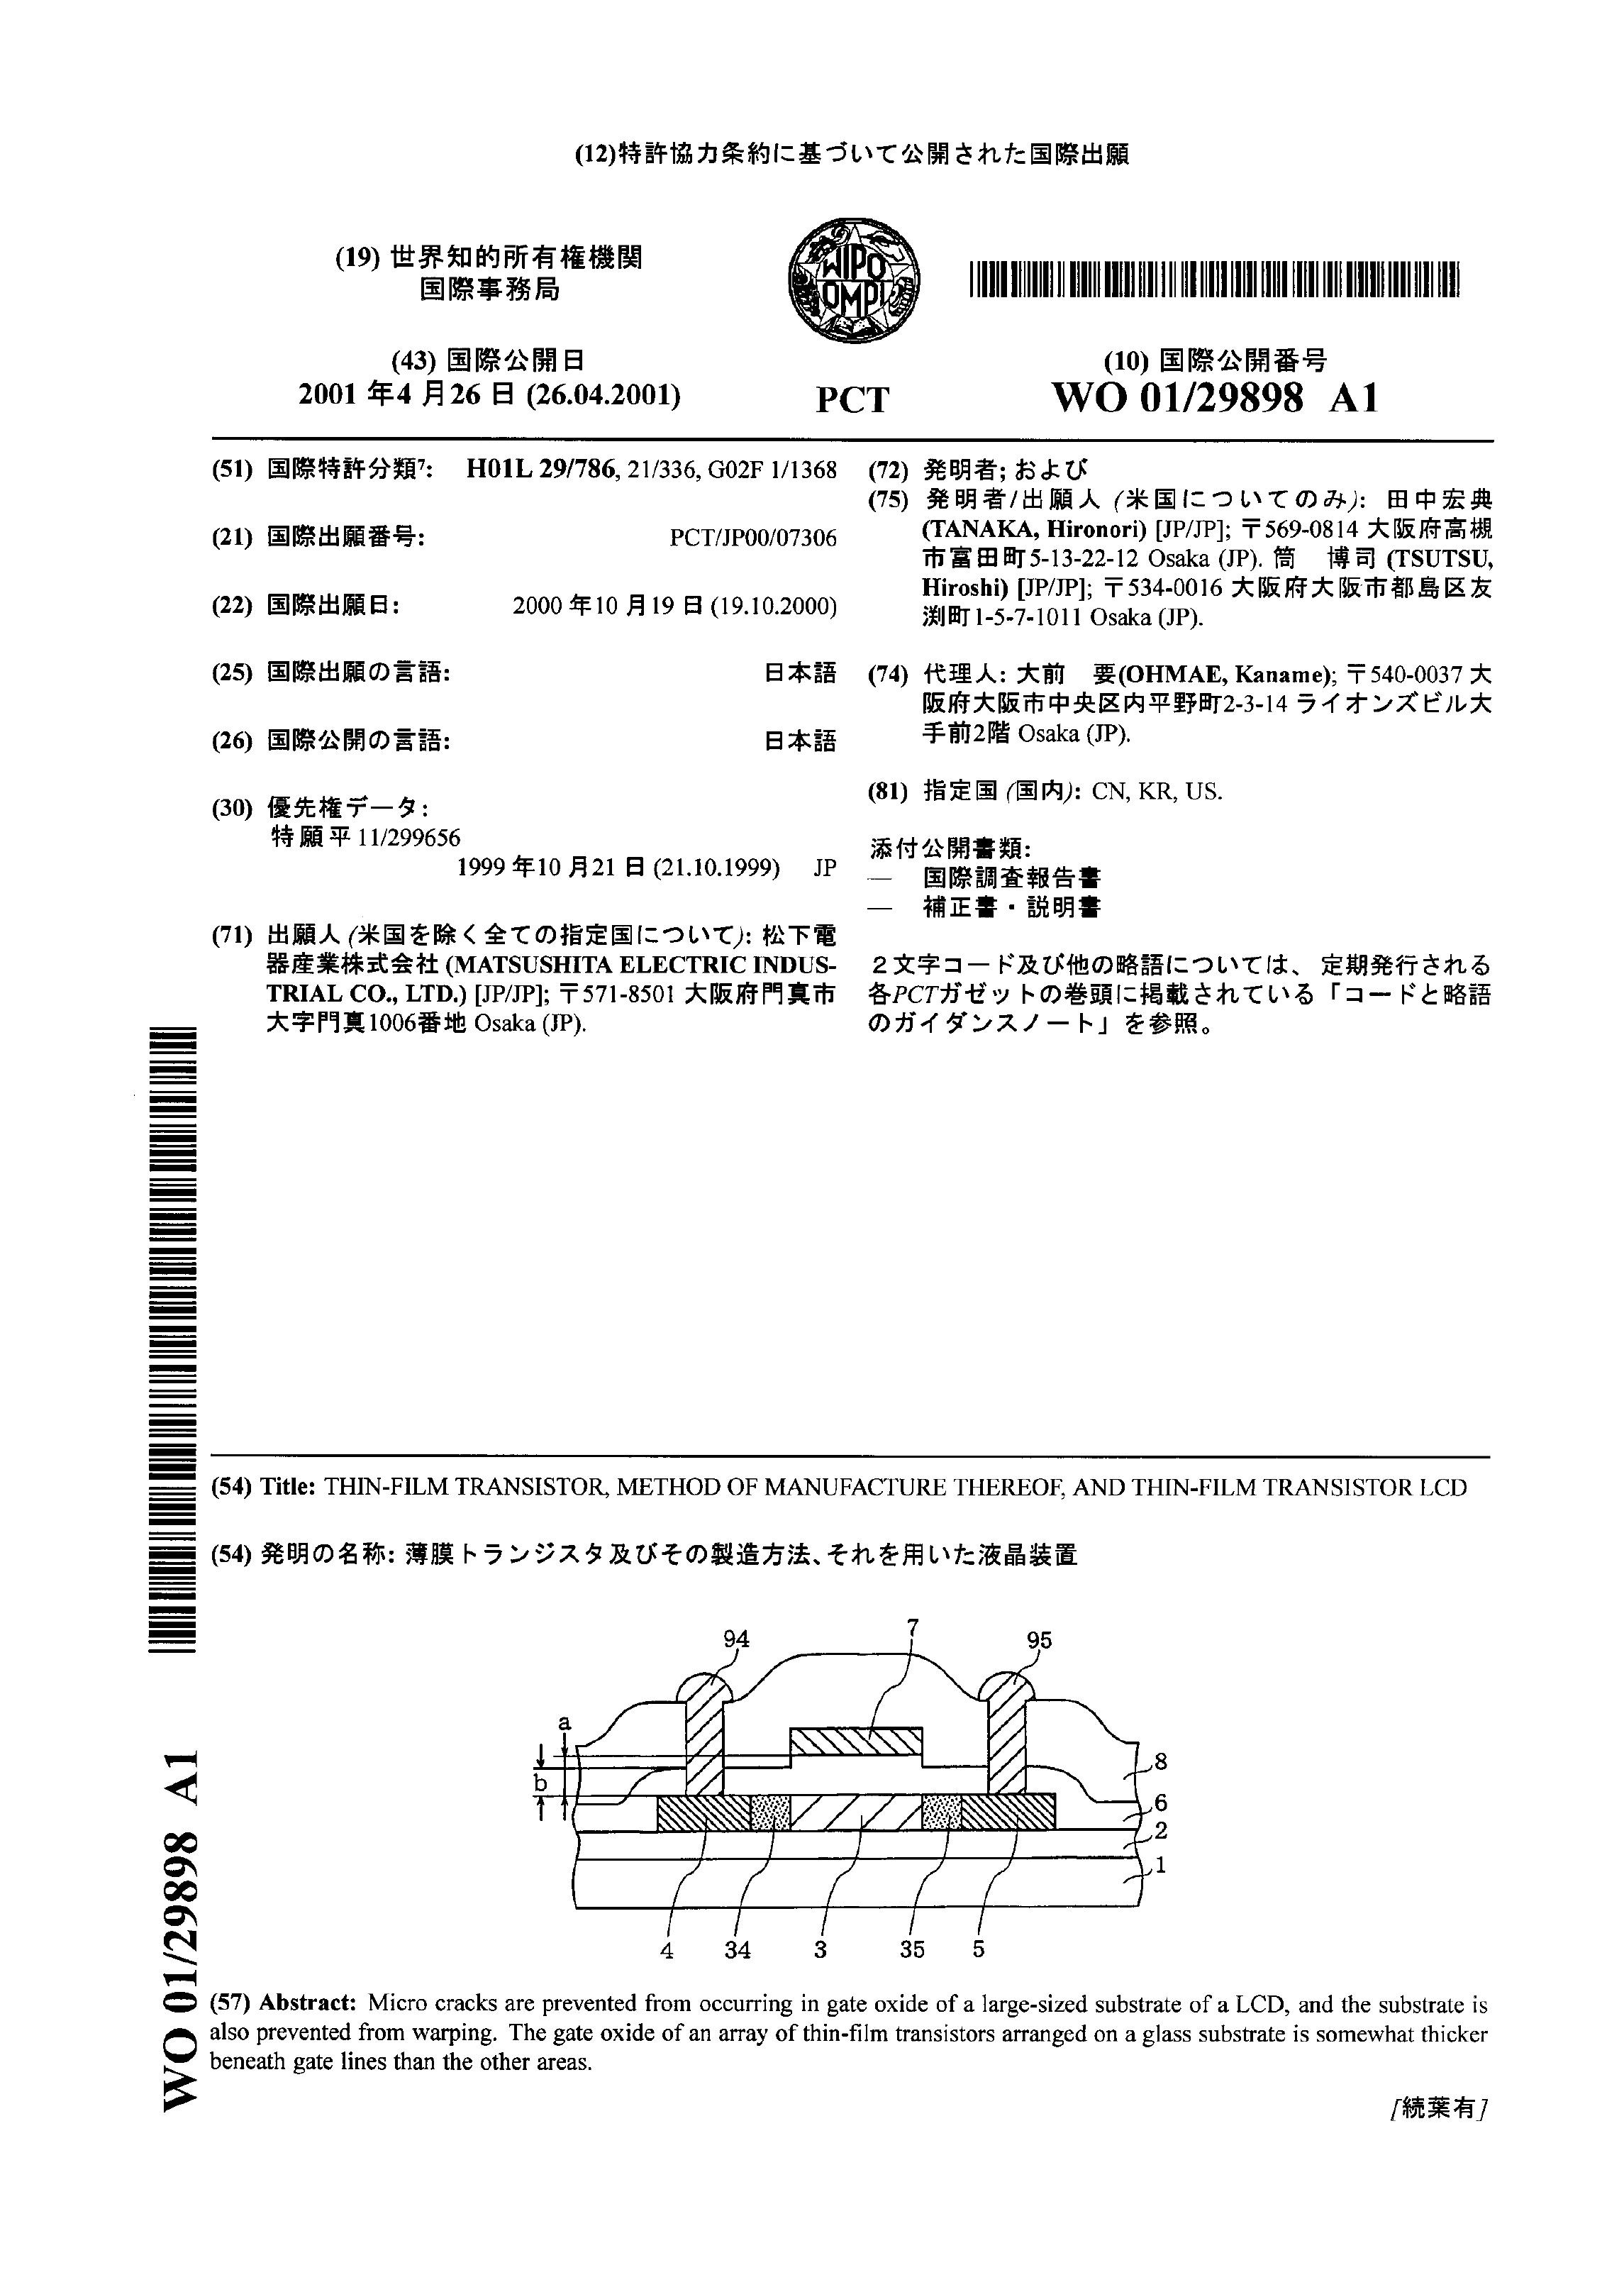 (12)特許協力条約に基づいて公開された国際出願
(19) 世界知的所有権機関
国際事務局
WIPO
OMPI
(43) 国際公開日
2001 年4 月26 日 (26.04.2001)
PCT
(10) 国際公開番号
WO 01/29898 A1
(51) 国際特許分類7: H01L 29/786, 21/336, G02F 1/1368
(21) 国際出願番号: PCT/JP00/07306
(22) 国際出願日: 2000 年10 月19 日 (19.10.2000)
(25) 国際出願の言語: 日本語
(26) 国際公開の言語: 日本語
(30) 優先権データ:
特願平11/299656
1999 年10 月21 日 (21.10.1999) JP
(71) 出願人 (米国を除く全ての指定国について): 松下電
器産業株式会社 (MATSUSHITA ELECTRIC INDUS-
TRIAL CO., LTD.) [JP/JP]; 〒571-8501 大阪府門真市
大字門真1006番地 Osaka (JP).
(72) 発明者; および
(75) 発明者/出願人 (米国についてのみ): 田中宏典
(TANAKA, Hironori) [JP/JP]; 〒569-0814 大阪府高槻
市富田町5-13-22-12 Osaka (JP). 筒 博司 (TSUTSU,
Hiroshi) [JP/JP]; 〒534-0016 大阪府大阪市都島区友
渕町1-5-7-1011 Osaka (JP).
(74) 代理人: 大前 要(OHMAE, Kaname); 〒540-0037 大
阪府大阪市中央区内平野町2-3-14 ライオンズビル大
手前2階 Osaka (JP).
(81) 指定国 (国内): CN, KR, US.
添付公開書類:
— 国際調査報告書
— 補正書・説明書
2文字コード及び他の略語については、定期発行される
各PCTガゼットの巻頭に掲載されている「コードと略語
のガイダンスノート」を参照。
(54) Title: THIN-FILM TRANSISTOR, METHOD OF MANUFACTURE THEREOF, AND THIN-FILM TRANSISTOR LCD
(54) 発明の名称: 薄膜トランジスタ及びその製造方法、それを用いた液晶装置
94
7
95
a
b
8
6
2
1
4
34
3
35
5
(57) Abstract: Micro cracks are prevented from occurring in gate oxide of a large-sized substrate of a LCD, and the substrate is
also prevented from warping. The gate oxide of an array of thin-film transistors arranged on a glass substrate is somewhat thicker
beneath gate lines than the other areas.
[続葉有]
WO 01/29898 A1